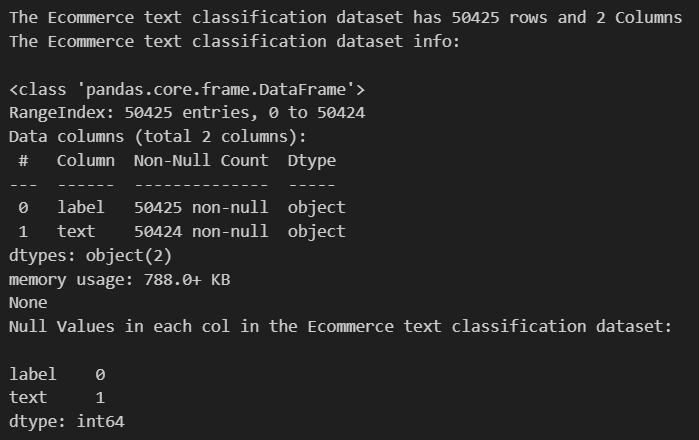 The Ecommerce text classification dataset has 50425 rows and 2 Columns
The Ecommerce text classification dataset info:

<class 'pandas.core.frame.DataFrame'>
RangeIndex: 50425 entries, 0 to 50424
Data columns (total 2 columns):
 #   Column  Non-Null Count  Dtype
---  ------  --------------  -----
 0   label   50425 non-null  object
 1   text    50424 non-null  object
dtypes: object(2)
memory usage: 788.0+ KB
None
Null Values in each col in the Ecommerce text classification dataset:

label    0
text     1
dtype: int64